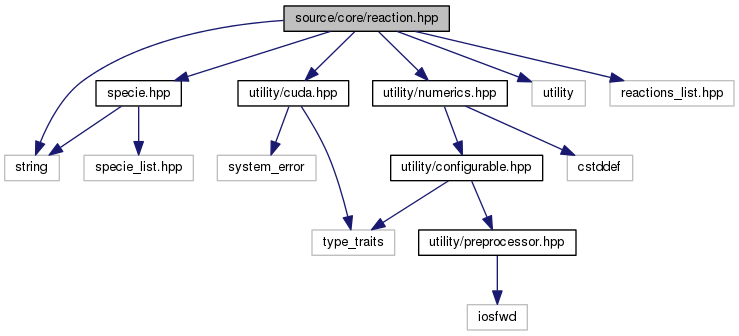 source/core/reaction.hpp
specie.hpp
utility/cuda.hpp
utility/numerics.hpp
utility
reactions_list.hpp
string
specie_list.hpp
system_error
utility/configurable.hpp
cstddef
type_traits
utility/preprocessor.hpp
iosfwd